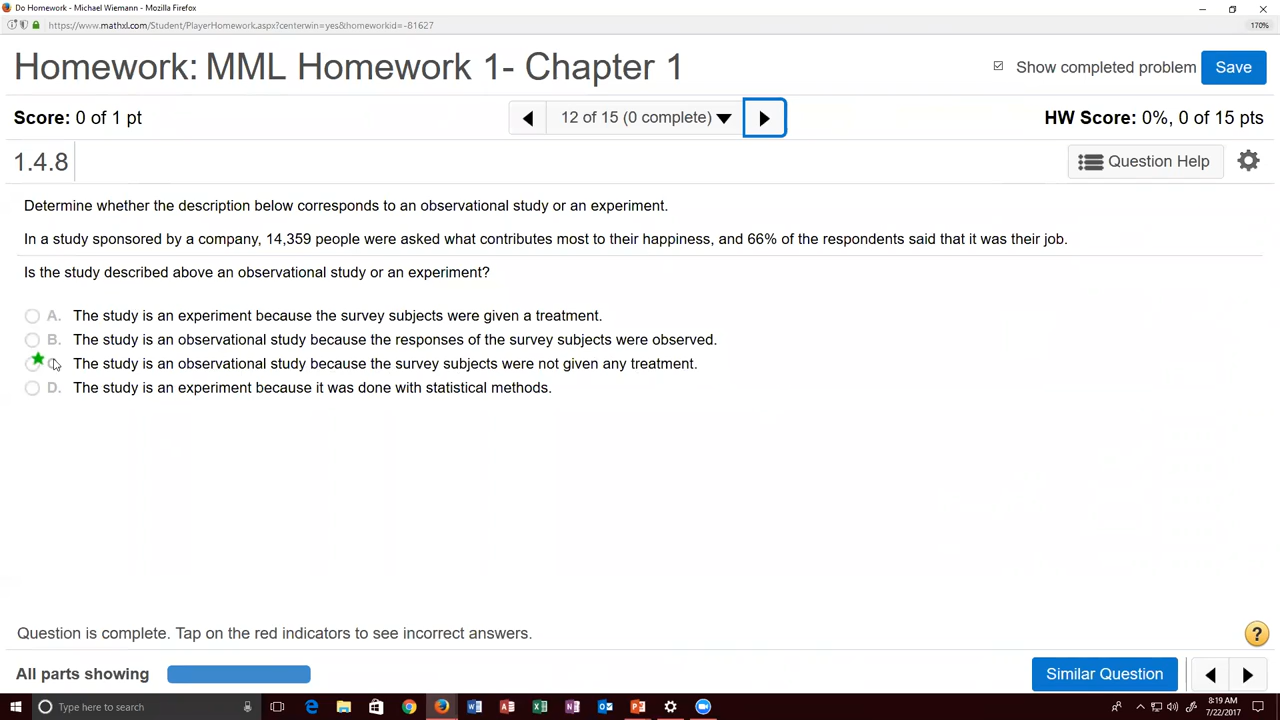 Do Homework - Michael Wiemann - Mozilla Firefox
https://www.mathxl.com/Student/PlayerHomework.aspx?centerwin=yes&homeworkid=-81627
170%
Homework: MML Homework 1- Chapter 1
Show completed problem
Save
Score: 0 of 1 pt
12 of 15 (0 complete)
HW Score: 0%, 0 of 15 pts
1.4.8
Question Help
Determine whether the description below corresponds to an observational study or an experiment.
In a study sponsored by a company, 14,359 people were asked what contributes most to their happiness, and 66% of the respondents said that it was their job.
Is the study described above an observational study or an experiment?
A. The study is an experiment because the survey subjects were given a treatment.
B. The study is an observational study because the responses of the survey subjects were observed.
The study is an observational study because the survey subjects were not given any treatment.
D. The study is an experiment because it was done with statistical methods.
Question is complete. Tap on the red indicators to see incorrect answers.
?
All parts showing
Similar Question
Type here to search
8:19 AM
7/22/2017